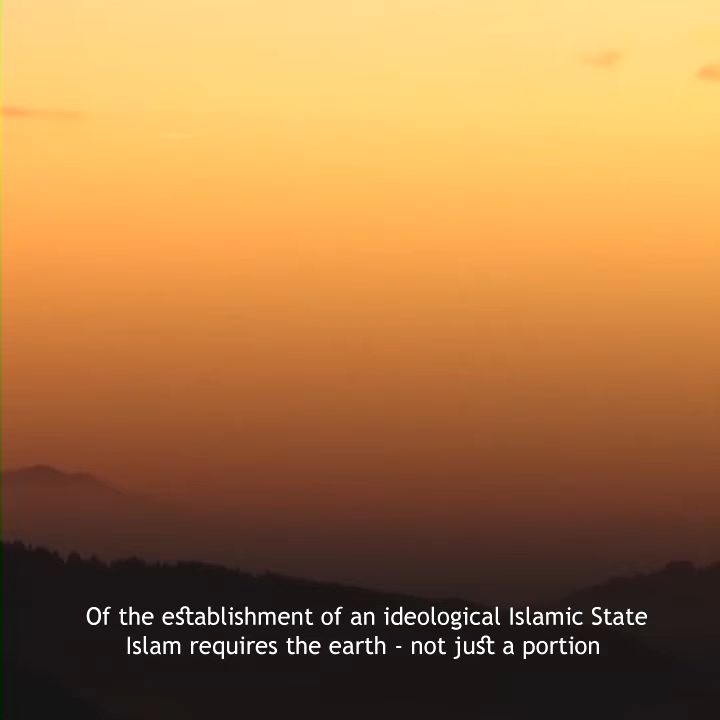 Of the establishment of an ideological Islamic State
Islam requires the earth - not just a portion